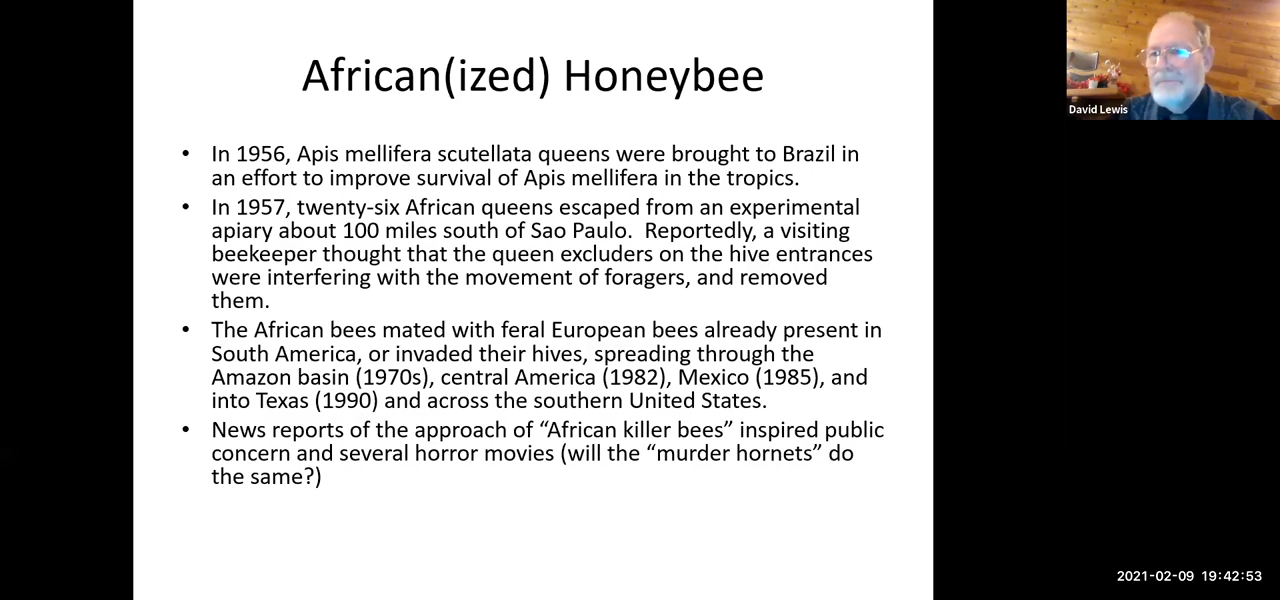 African(ized) Honeybee
• In 1956, Apis mellifera scutellata queens were brought to Brazil in
an effort to improve survival of Apis mellifera in the tropics.
• In 1957, twenty-six African queens escaped from an experimental
apiary about 100 miles south of Sao Paulo.  Reportedly, a visiting
beekeeper thought that the queen excluders on the hive entrances
were interfering with the movement of foragers, and removed
them.
• The African bees mated with feral European bees already present in
South America, or invaded their hives, spreading through the
Amazon basin (1970s), central America (1982), Mexico (1985), and
into Texas (1990) and across the southern United States.
• News reports of the approach of “African killer bees” inspired public
concern and several horror movies (will the “murder hornets” do
the same?)
David Lewis
2021-02-09 19:42:53